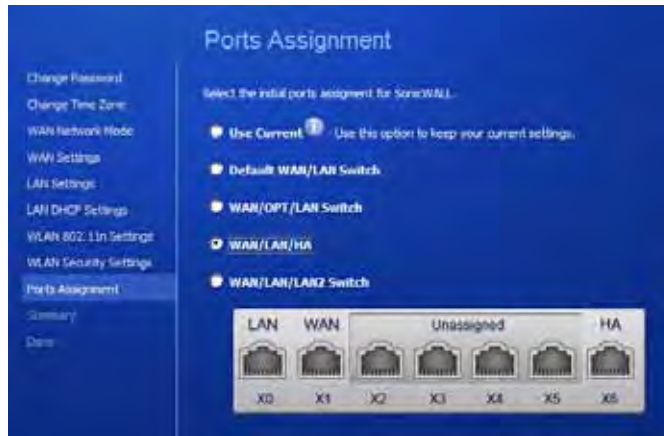 Ports Assignment
Change Password
Change Time Zone
WAN Network Mode
WAN Settings
LAN Settings
LAN DHCP Settings
WLAN 802.11n Settings
WLAN Security Settings
Ports Assignment
Summary
Done
Select the initial ports assigment for SonicWALL.
Use Current ? Use this option to keep your current settings.
Default WAN/LAN Switch
WAN/OPT/LAN Switch
WAN/LAN/HA
WAN/LAN/LAN2 Switch
LAN WAN Unassigned HA
X0 X1 X2 X3 X4 X5 X6